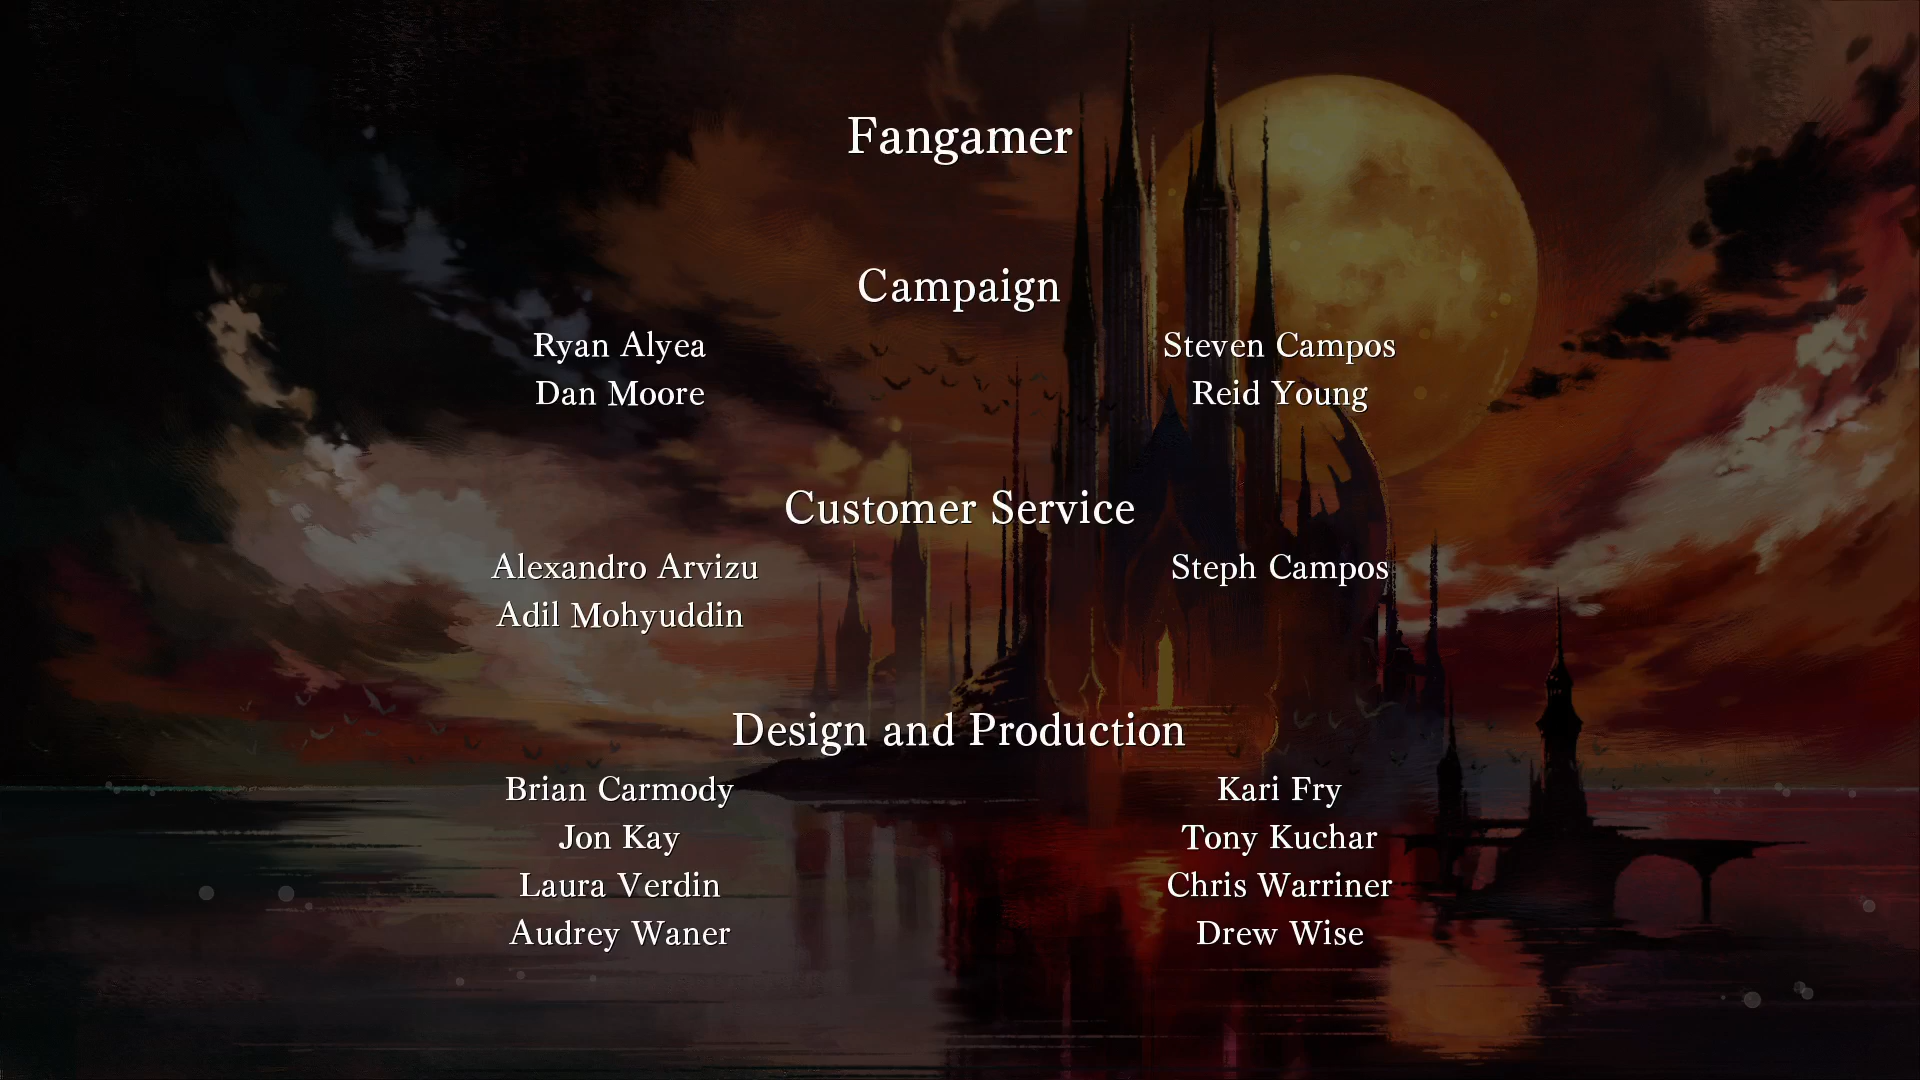 Fangamer
Campaign
Ryan Alyea
Steven Campos
Dan Moore
Reid Young
Customer Service
Alexandro Arvizu
Steph Campos
Adil Mohyuddin
Design and Production
Brian Carmody
Kari Fry
Jon Kay
Tony Kuchar
Laura Verdin
Chris Warriner
Audrey Waner
Drew Wise